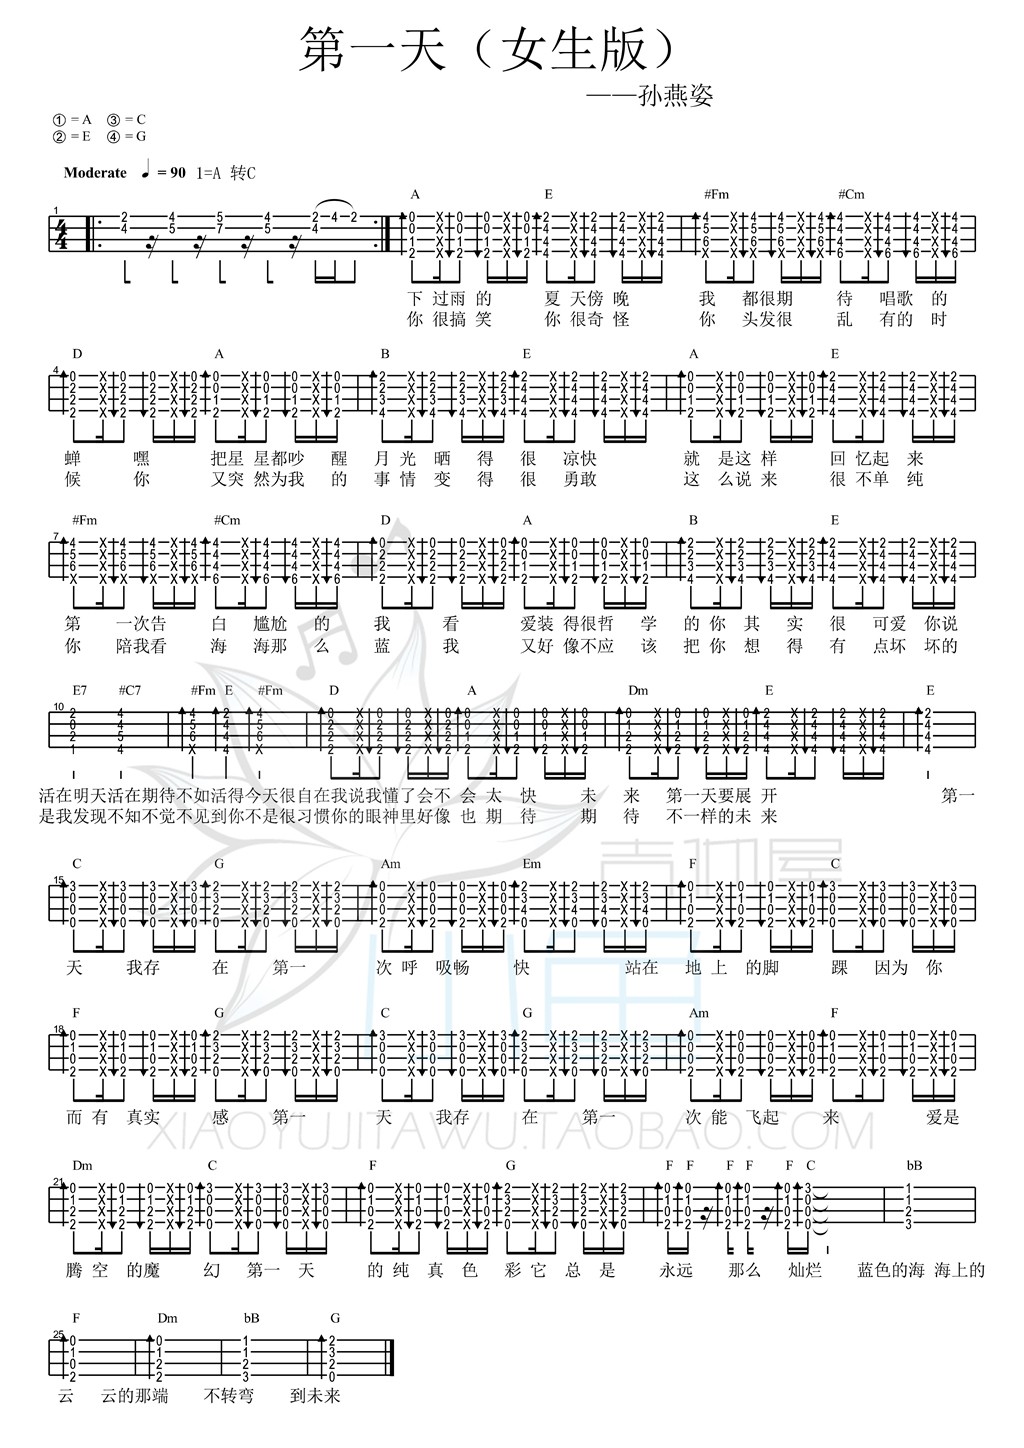 第一天（女生版）
——孙燕姿
① = A ③ = C
② = E ④ = G
Moderate ♩ = 90 1=A 转C
A E #Fm #Cm
下 过雨 的 夏 天傍 晚 我 都很 期 待 唱歌 的
你 很搞 笑 你 很奇 怪 你 头发 很 乱 有的 时
D A B E A E
蝉 嘿 把星 星都吵 醒 月 光 晒 得 很 凉快 就 是这 样 回 忆起 来
候 你 又突 然为我 的 事 情 变 得 很 勇敢 这 么说 来 很 不单 纯
#Fm #Cm D A B E
第 一次告 白 尴尬 的 我 看 爱装 得很哲 学 的 你 其 实 很 可爱 你说
你 陪我看 海 海那 么 蓝 我 又好 像不应 该 把 你 想 得 有 点坏 坏的
E7 #C7 #Fm E #Fm D A Dm E E
活在明天活在期待不如活得今天很自在我说我懂了会不 会 太 快 未 来 第一天要展 开 第一
是我发现不知不觉不见到你不是很习惯你的眼神里好像 也 期 待 期 待 不一样的未 来
C G Am Em F C
天 我存 在 第 一 次 呼 吸畅 快 站在 地 上 的脚 踝 因为 你
F G C G Am F
而 有 真实 感 第 一 天 我存 在 第 一 次 能 飞起 来 爱是
Dm C F G F F F F F C bB
腾 空 的魔 幻 第一 天 的 纯 真 色 彩 它 总 是 永远 那么 灿烂 蓝色的海 海上的
F Dm bB G
云 云的那端 不转弯 到未来
吉他屋
小鱼
XIAOYUJITAWU.TAOBAO.COM